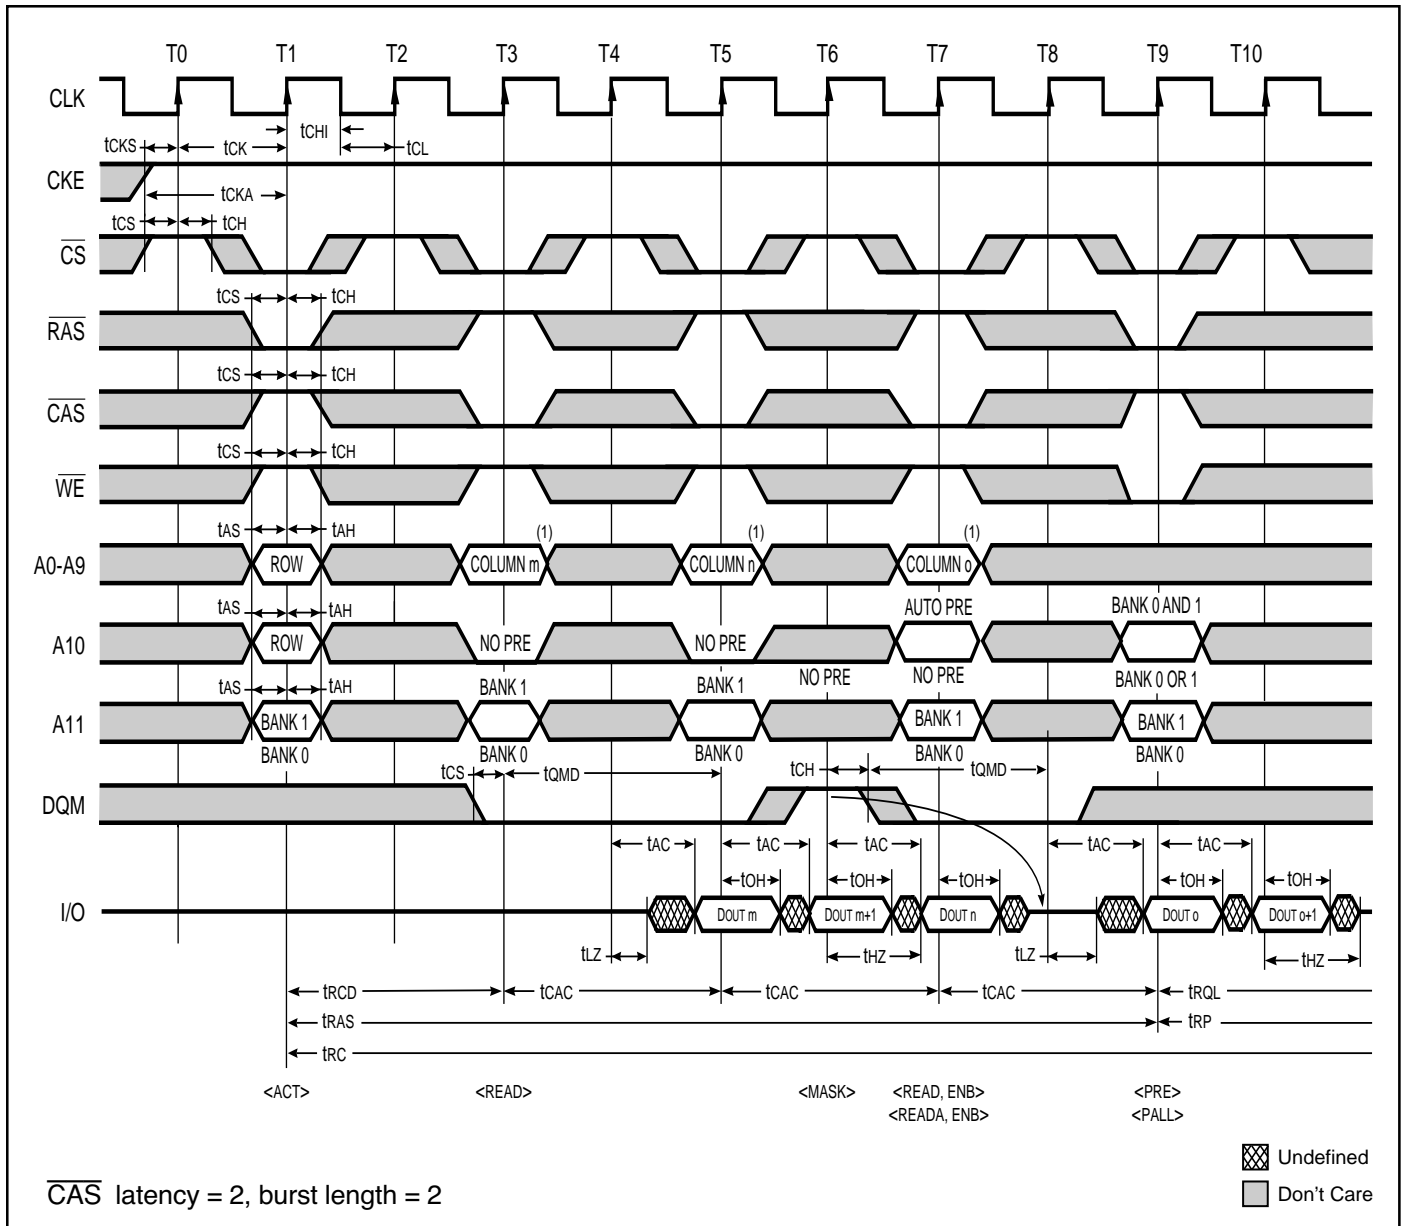 T0 T1 T2 T3 T4 T5 T6 T7 T8 T9 T10
CLK
tCHI
tCKS tCK tCL
CKE
tCKA
tCS tCH
CS
tCS tCH
RAS
tCS tCH
CAS
tCS tCH
WE
tAS tAH (1) (1) (1)
A0-A9 ROW COLUMN m COLUMN n COLUMN o
tAS tAH AUTO PRE BANK 0 AND 1
A10 ROW NO PRE NO PRE
tAS tAH BANK 1 BANK 1 NO PRE NO PRE BANK 0 OR 1
A11 BANK 1 BANK 1 BANK 1
BANK 0 BANK 0 BANK 0 BANK 0 BANK 0
tCS tQMD tCH tQMD
DQM
tAC tAC tAC tAC tAC
tOH tOH tOH tOH tOH
I/O DOUT m DOUT m+1 DOUT n DOUT o DOUT o+1
tLZ tHZ tLZ tHZ
tRCD tCAC tCAC tCAC tRQL
tRAS tRP
tRC
<ACT> <READ> <MASK> <READ, ENB> <PRE>
<READA, ENB> <PALL>
Undefined
CAS latency = 2, burst length = 2 Don't Care